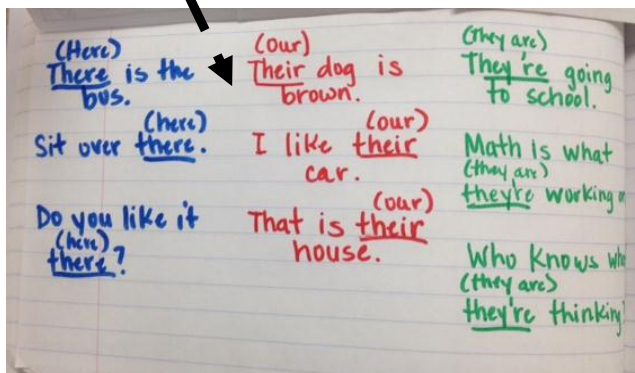 (Here)
There is the
bus.
(here)
Sit over there.
Do you like it
(here)
there?
(our)
Their dog is
brown.
(our)
I like their
car.
(our)
That is their
house.
(they are)
They're going
to school.
Math is what
(they are)
they're working
Who knows
(they are)
they're thinking